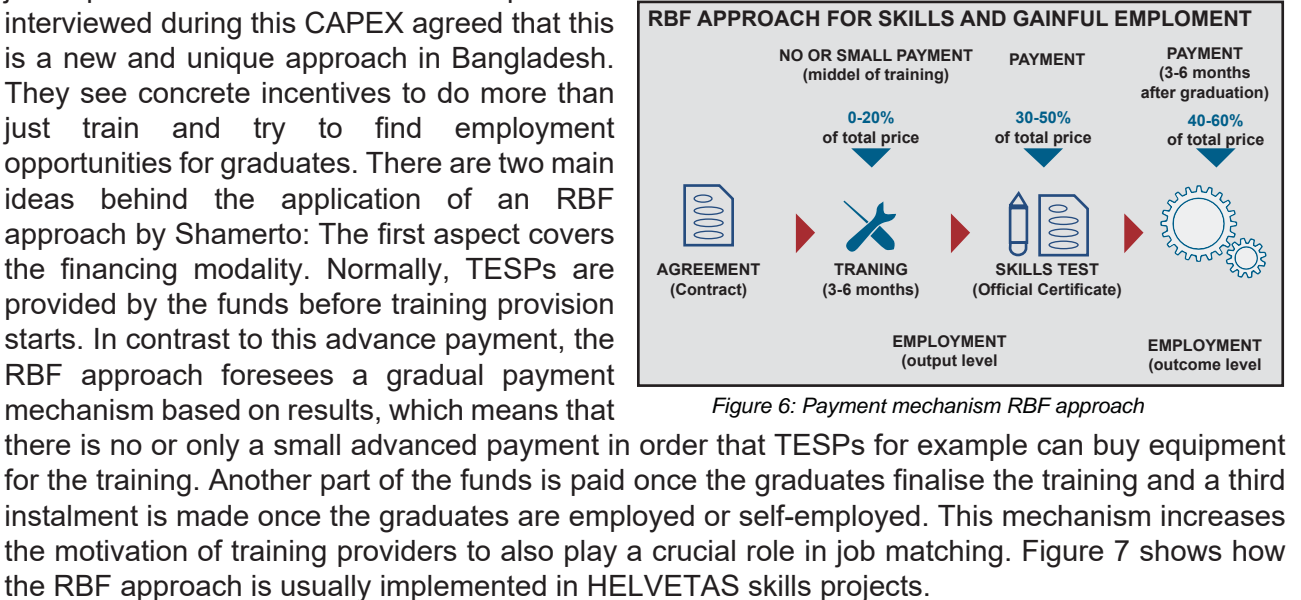 interviewed during this CAPEX agreed that this
is a new and unique approach in Bangladesh.
They see concrete incentives to do more than
just train and try to find employment
opportunities for graduates. There are two main
ideas behind the application of an RBF
approach by Shamerto: The first aspect covers
the financing modality. Normally, TESPs are
provided by the funds before training provision
starts. In contrast to this advance payment, the
RBF approach foresees a gradual payment
mechanism based on results, which means that
RBF APPROACH FOR SKILLS AND GAINFUL EMPLOMENT
NO OR SMALL PAYMENT
(middel of training)
0-20%
of total price
PAYMENT
30-50%
of total price
PAYMENT
(3-6 months
after graduation)
40-60%
of total price
AGREEMENT
(Contract)
TRANING
(3-6 months)
SKILLS TEST
(Official Certificate)
EMPLOYMENT
(output level
EMPLOYMENT
(outcome level
Figure 6: Payment mechanism RBF approach
there is no or only a small advanced payment in order that TESPs for example can buy equipment
for the training. Another part of the funds is paid once the graduates finalise the training and a third
instalment is made once the graduates are employed or self-employed. This mechanism increases
the motivation of training providers to also play a crucial role in job matching. Figure 7 shows how
the RBF approach is usually implemented in HELVETAS skills projects.